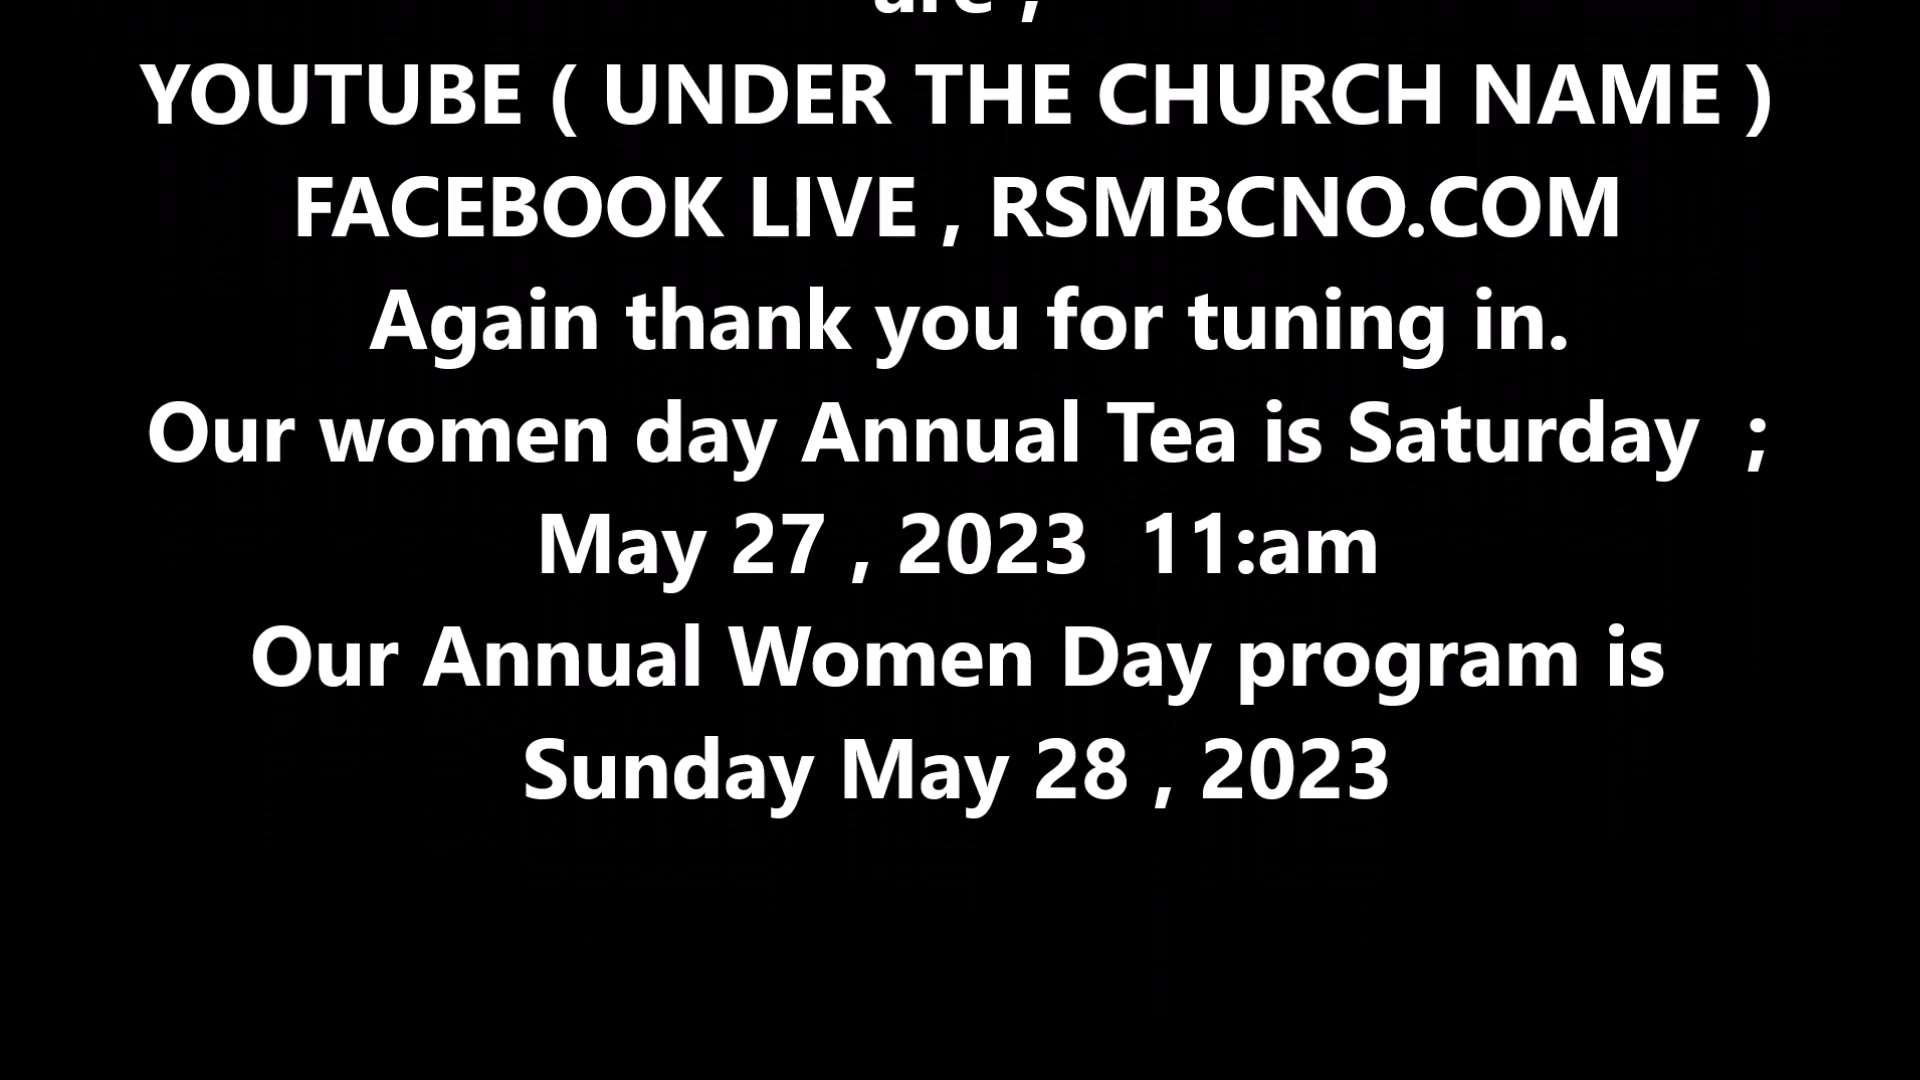 are ,
YOUTUBE ( UNDER THE CHURCH NAME )
FACEBOOK LIVE , RSMBCNO.COM
Again thank you for tuning in.
Our women day Annual Tea is Saturday  ;
May 27 , 2023  11:am
Our Annual Women Day program is
Sunday May 28 , 2023